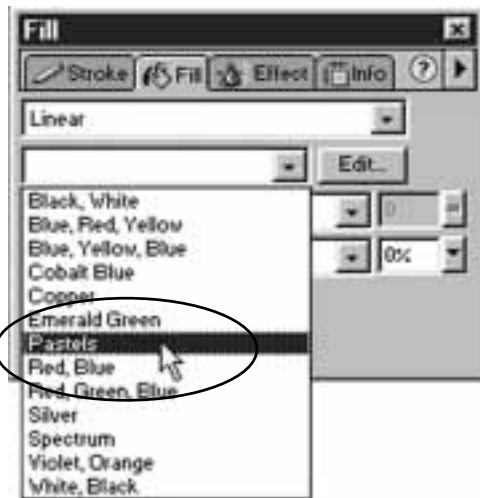 Fill
Stroke Fill Effect Info ?
Linear
Edit...
Black, White
Blue, Red, Yellow
Blue, Yellow, Blue 0
Cobalt Blue 0%
Copper
Emerald Green
Pastels
Red, Blue
Red, Green, Blue
Silver
Spectrum
Violet, Orange
White, Black